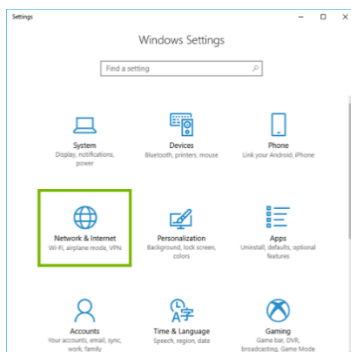 Settings
Windows Settings
Find a setting
System
Display, notifications,
power
Devices
Bluetooth, printers, mouse
Phone
Link your Android, iPhone
Network & Internet
Wi-Fi, airplane mode, VPN
Personalization
Background, lock screen,
colors
Apps
Uninstall, defaults, optional
features
Accounts
Your accounts, email, sync,
work, family
Time & Language
Speech, region, date
Gaming
Game bar, DVR,
broadcasting, Game Mode